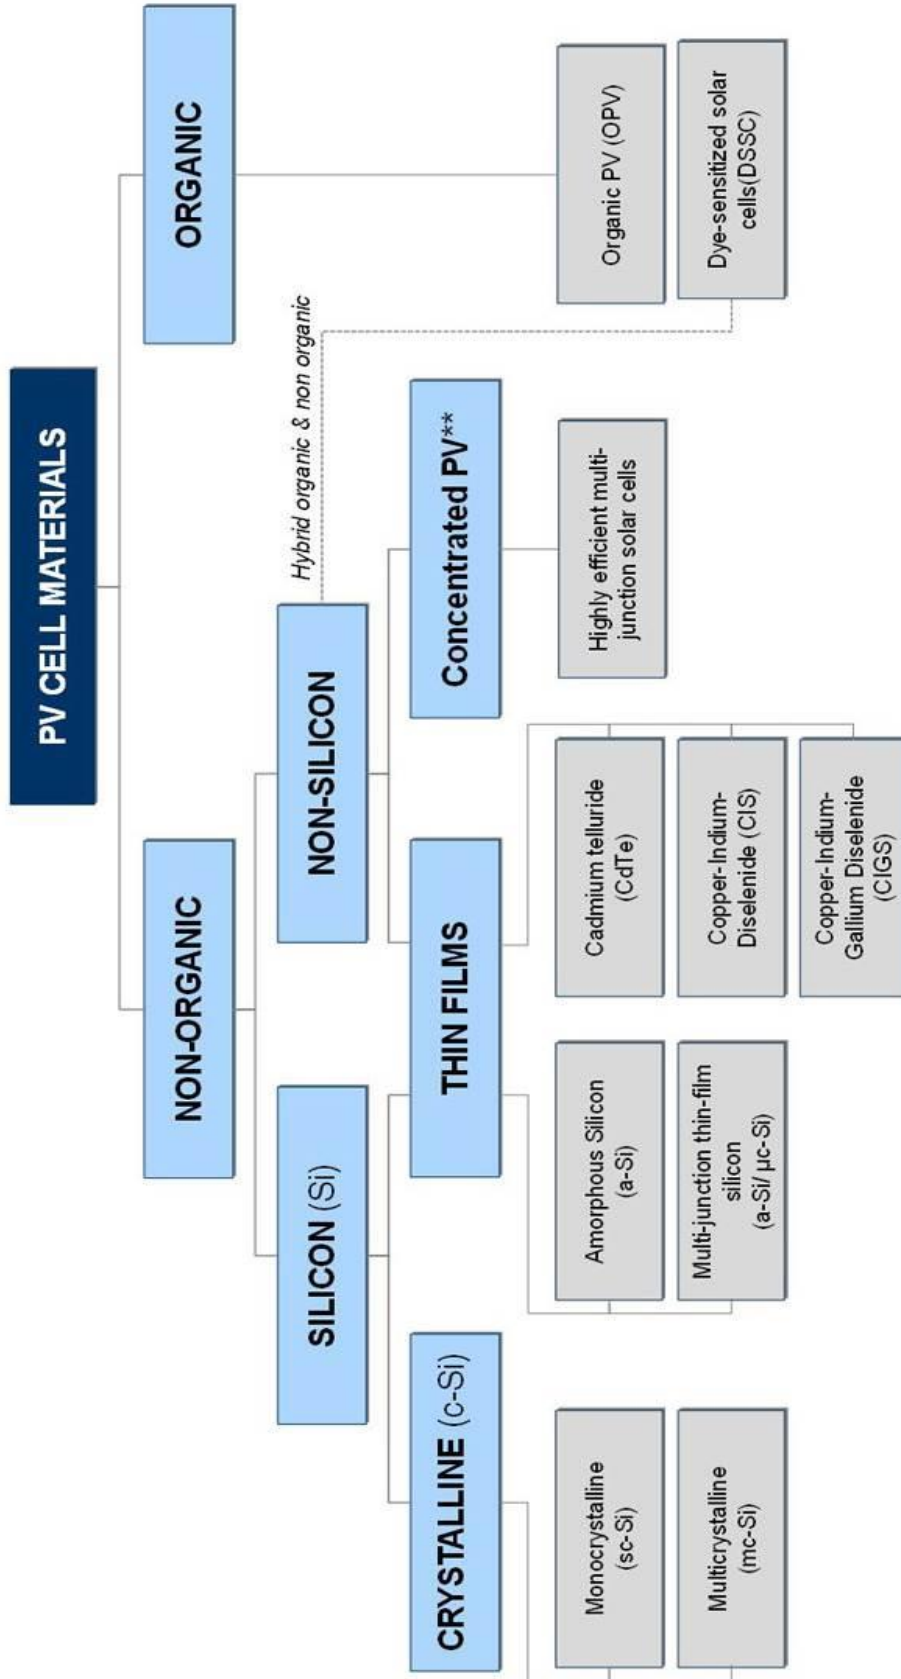 PV CELL MATERIALS
NON-ORGANIC
ORGANIC
SILICON (Si)
NON-SILICON
Hybrid organic & non organic
CRYSTALLINE (c-Si)
THIN FILMS
Concentrated PV**
Monocrystalline
(sc-Si)
Multicrystalline
(mc-Si)
Amorphous Silicon
(a-Si)
Multi-junction thin-film
silicon
(a-Si/ μc-Si)
Cadmium telluride
(CdTe)
Copper-Indium-
Diselenide (CIS)
Copper-Indium-
Gallium Diselenide
(CIGS)
Highly efficient multi-
junction solar cells
Organic PV (OPV)
Dye-sensitized solar
cells(DSSC)